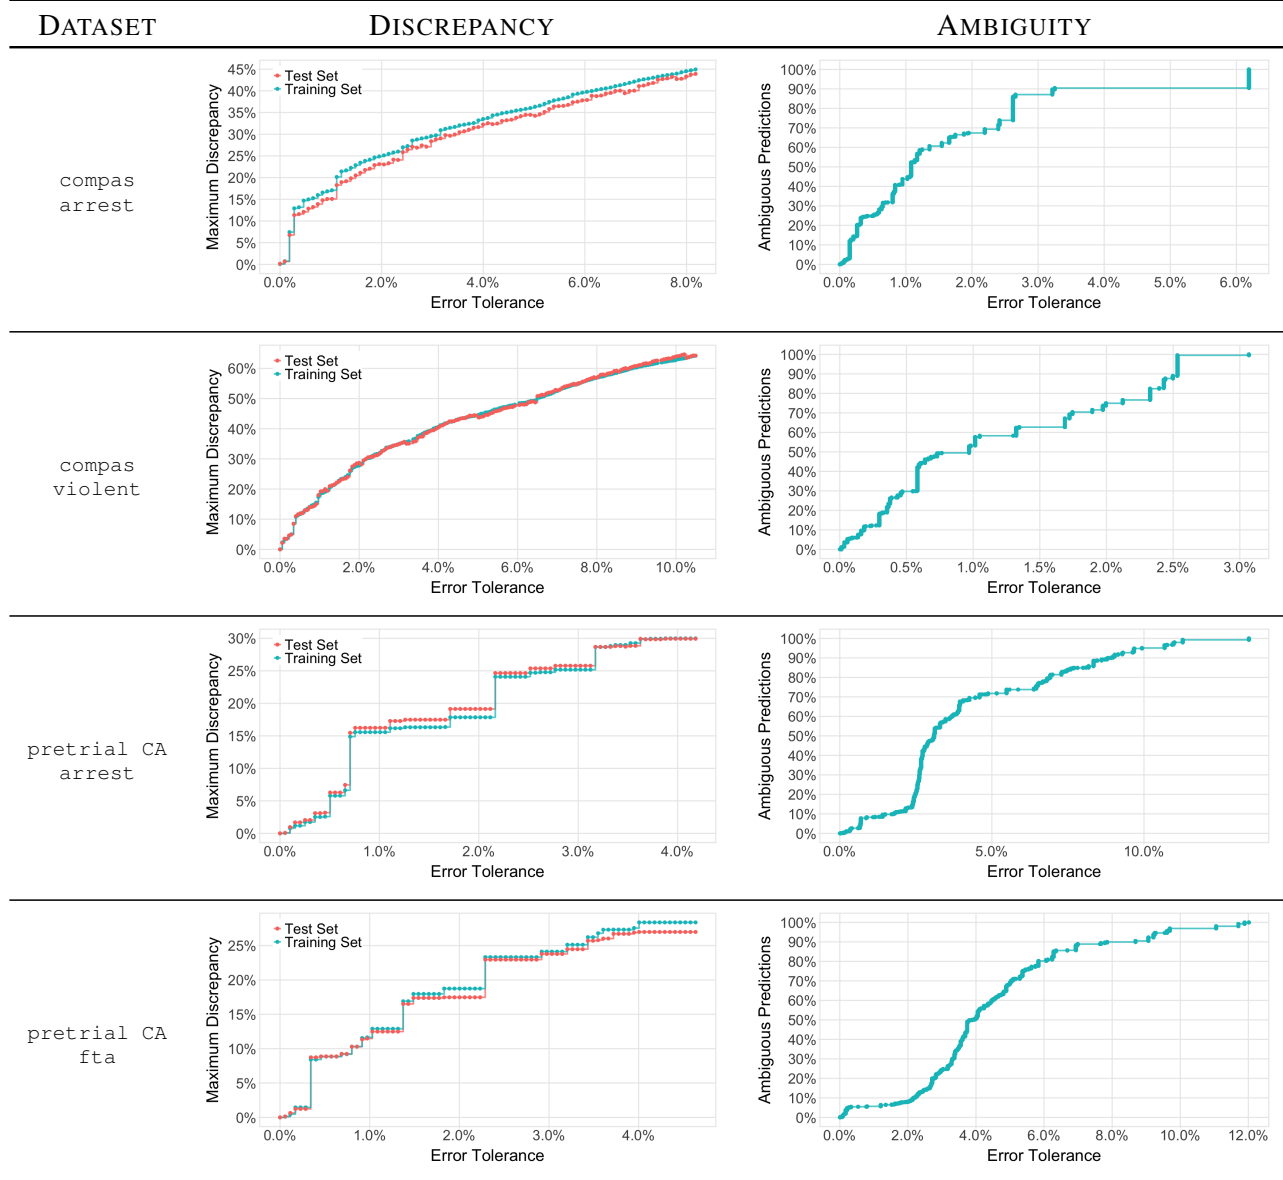 DATASET DISCREPANCY AMBIGUITY
compas
arrest
Maximum Discrepancy
45%
40%
35%
30%
25%
20%
15%
10%
5%
0%
Test Set
Training Set
0.0% 2.0% 4.0% 6.0% 8.0%
Error Tolerance
Ambiguous Predictions
100%
90%
80%
70%
60%
50%
40%
30%
20%
10%
0%
0.0% 1.0% 2.0% 3.0% 4.0% 5.0% 6.0%
Error Tolerance
compas
violent
Maximum Discrepancy
60%
50%
40%
30%
20%
10%
0%
Test Set
Training Set
0.0% 2.0% 4.0% 6.0% 8.0% 10.0%
Error Tolerance
Ambiguous Predictions
100%
90%
80%
70%
60%
50%
40%
30%
20%
10%
0%
0.0% 0.5% 1.0% 1.5% 2.0% 2.5% 3.0%
Error Tolerance
pretrial CA
arrest
Maximum Discrepancy
30%
25%
20%
15%
10%
5%
0%
Test Set
Training Set
0.0% 1.0% 2.0% 3.0% 4.0%
Error Tolerance
Ambiguous Predictions
100%
90%
80%
70%
60%
50%
40%
30%
20%
10%
0%
0.0% 5.0% 10.0%
Error Tolerance
pretrial CA
fta
Maximum Discrepancy
25%
20%
15%
10%
5%
0%
Test Set
Training Set
0.0% 1.0% 2.0% 3.0% 4.0%
Error Tolerance
Ambiguous Predictions
100%
90%
80%
70%
60%
50%
40%
30%
20%
10%
0%
0.0% 2.0% 4.0% 6.0% 8.0% 10.0% 12.0%
Error Tolerance